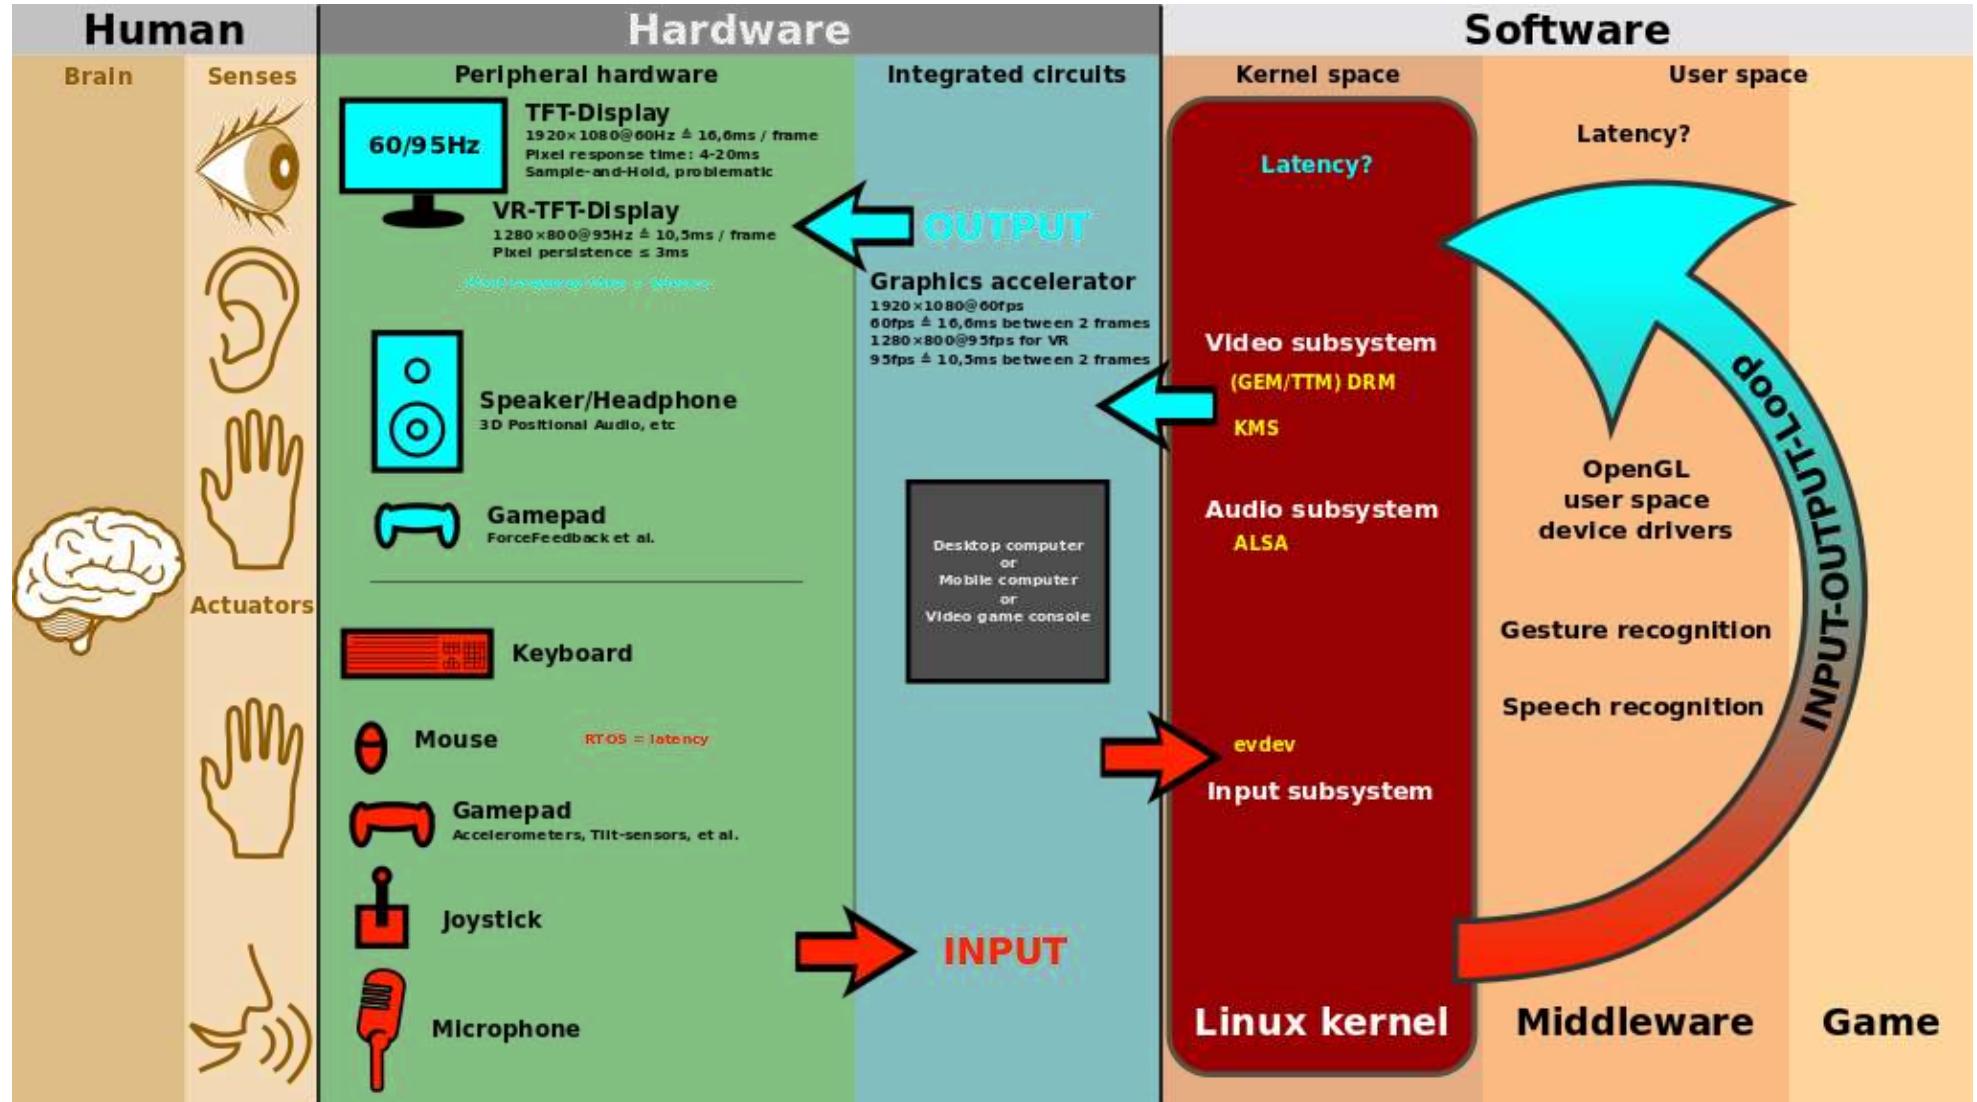 Human
Hardware
Software
Brain
Senses
Peripheral hardware
Integrated circuits
Kernel space
User space
60/95Hz
TFT-Display
1920×1080@60Hz ≙ 16,6ms / frame
Pixel response time: 4-20ms
Sample-and-Hold, problematic
VR-TFT-Display
1280×800@95Hz ≙ 10,5ms / frame
Pixel persistence ≤ 3ms
Speaker/Headphone
3D Positional Audio, etc
Gamepad
ForceFeedback et al.
Actuators
Keyboard
Mouse
RTOS = latency
Gamepad
Accelerometers, Tilt-sensors, et al.
Joystick
Microphone
OUTPUT
Graphics accelerator
1920×1080@60fps
60fps ≙ 16,6ms between 2 frames
1280×800@95fps for VR
95fps ≙ 10,5ms between 2 frames
Desktop computer
or
Mobile computer
or
Video game console
INPUT
Latency?
Video subsystem
(GEM/TTM) DRM
KMS
Audio subsystem
ALSA
evdev
Input subsystem
Linux kernel
Latency?
OpenGL
user space
device drivers
Gesture recognition
Speech recognition
INPUT-OUTPUT-Loop
Middleware
Game